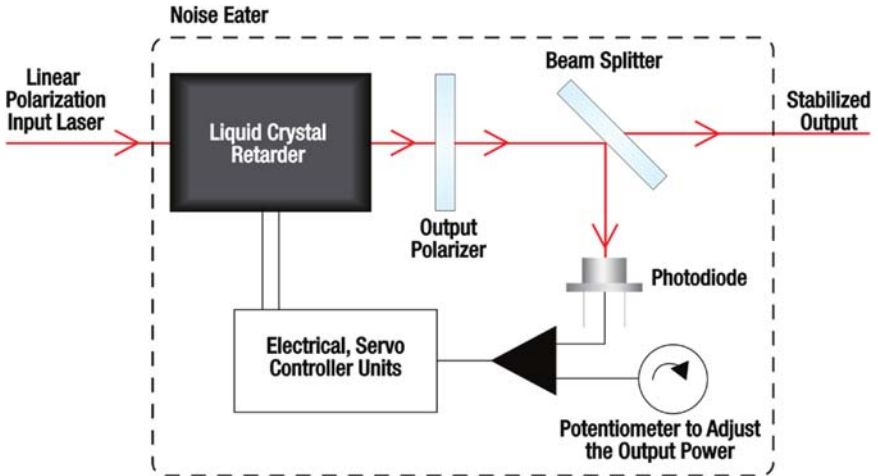 Noise Eater
Linear
Polarization
Input Laser
Liquid Crystal
Retarder
Output
Polarizer
Beam Splitter
Stabilized
Output
Photodiode
Electrical, Servo
Controller Units
Potentiometer to Adjust
the Output Power